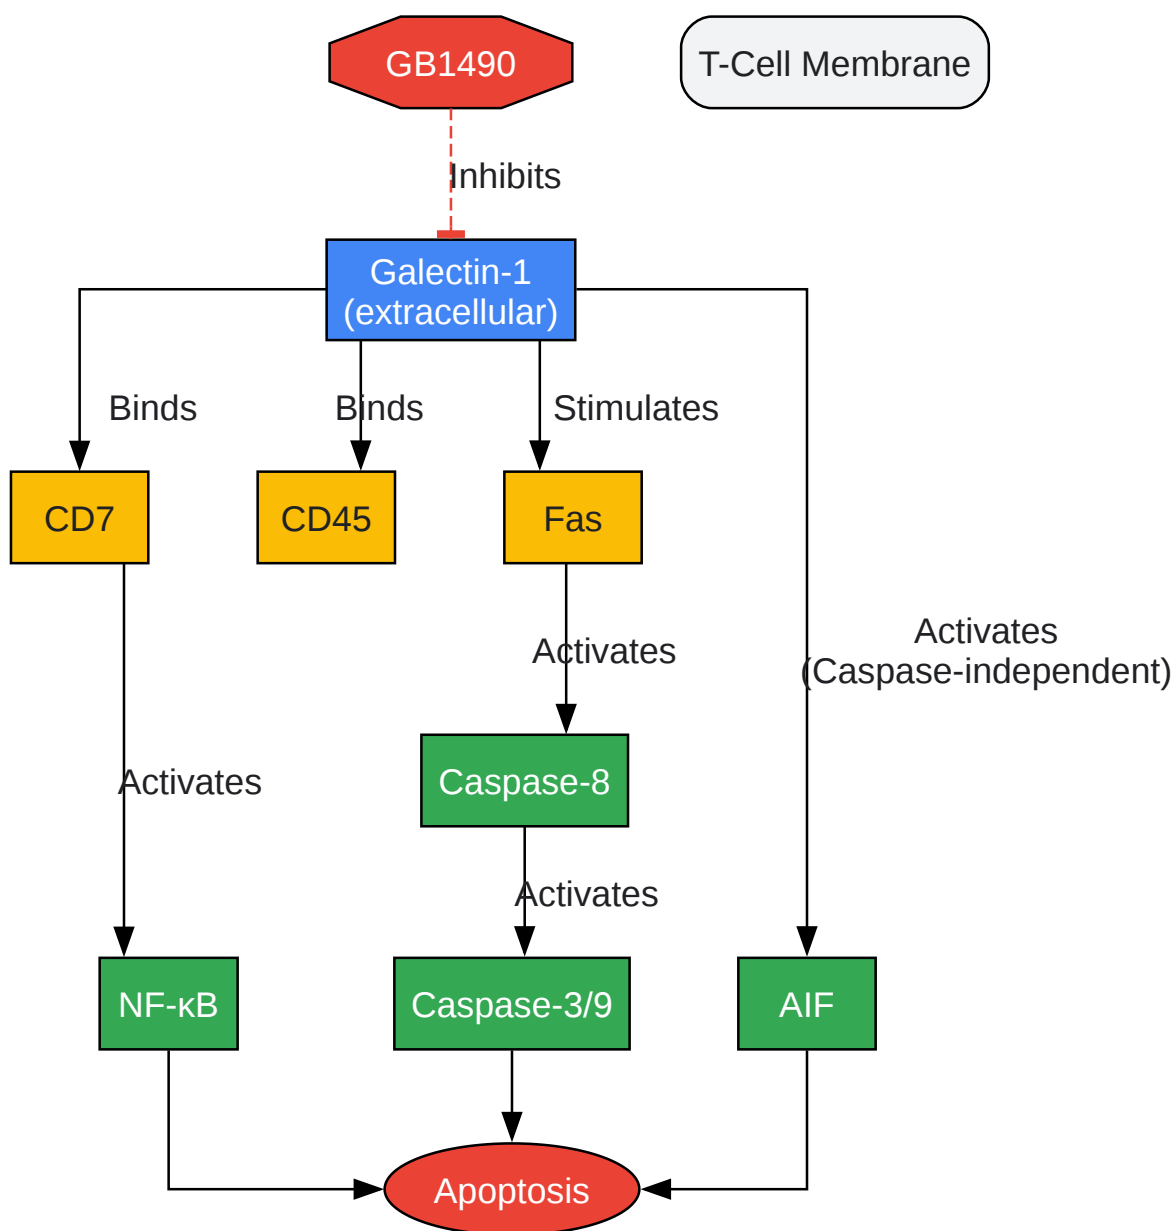 GB1490
T-Cell Membrane
Inhibits
Galectin-1
(extracellular)
Binds
Binds
Stimulates
CD7
CD45
Fas
Activates
(Caspase-independent)
Activates
Caspase-8
Activates
Activates
NF-κB
Caspase-3/9
AIF
Apoptosis